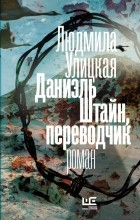 Людмила
Улицкая
Даниэль
Штайн,
переводчик
роман